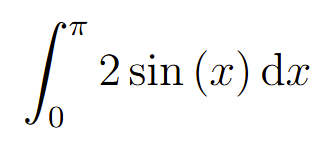 ∫₀^π 2 sin (x) dx